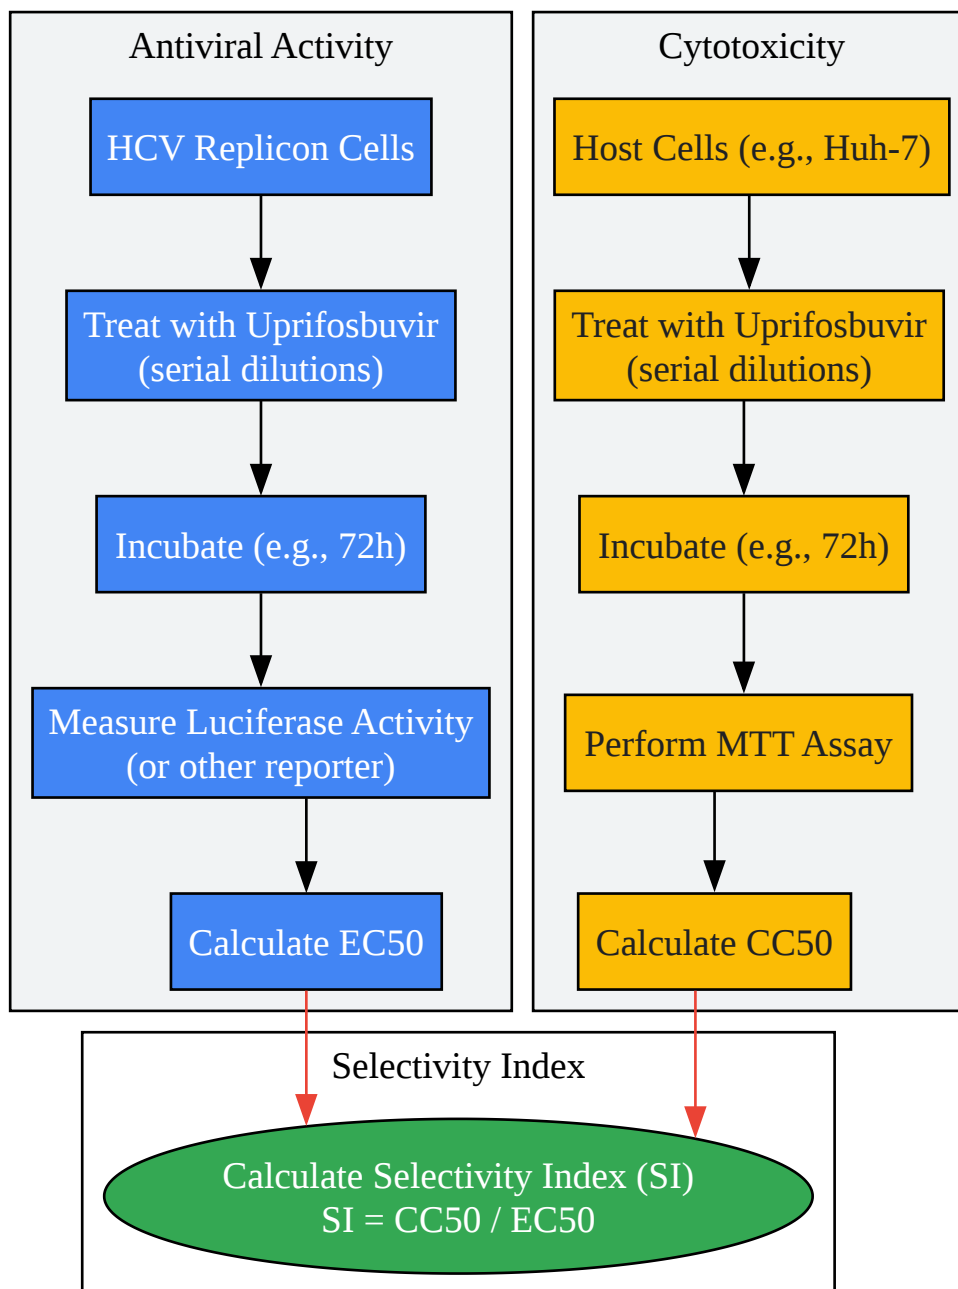 Antiviral Activity
HCV Replicon Cells
Treat with Uprifosbuvir
(serial dilutions)
Incubate (e.g., 72h)
Measure Luciferase Activity
(or other reporter)
Calculate EC50
Cytotoxicity
Host Cells (e.g., Huh-7)
Treat with Uprifosbuvir
(serial dilutions)
Incubate (e.g., 72h)
Perform MTT Assay
Calculate CC50
Selectivity Index
Calculate Selectivity Index (SI)
SI = CC50 / EC50